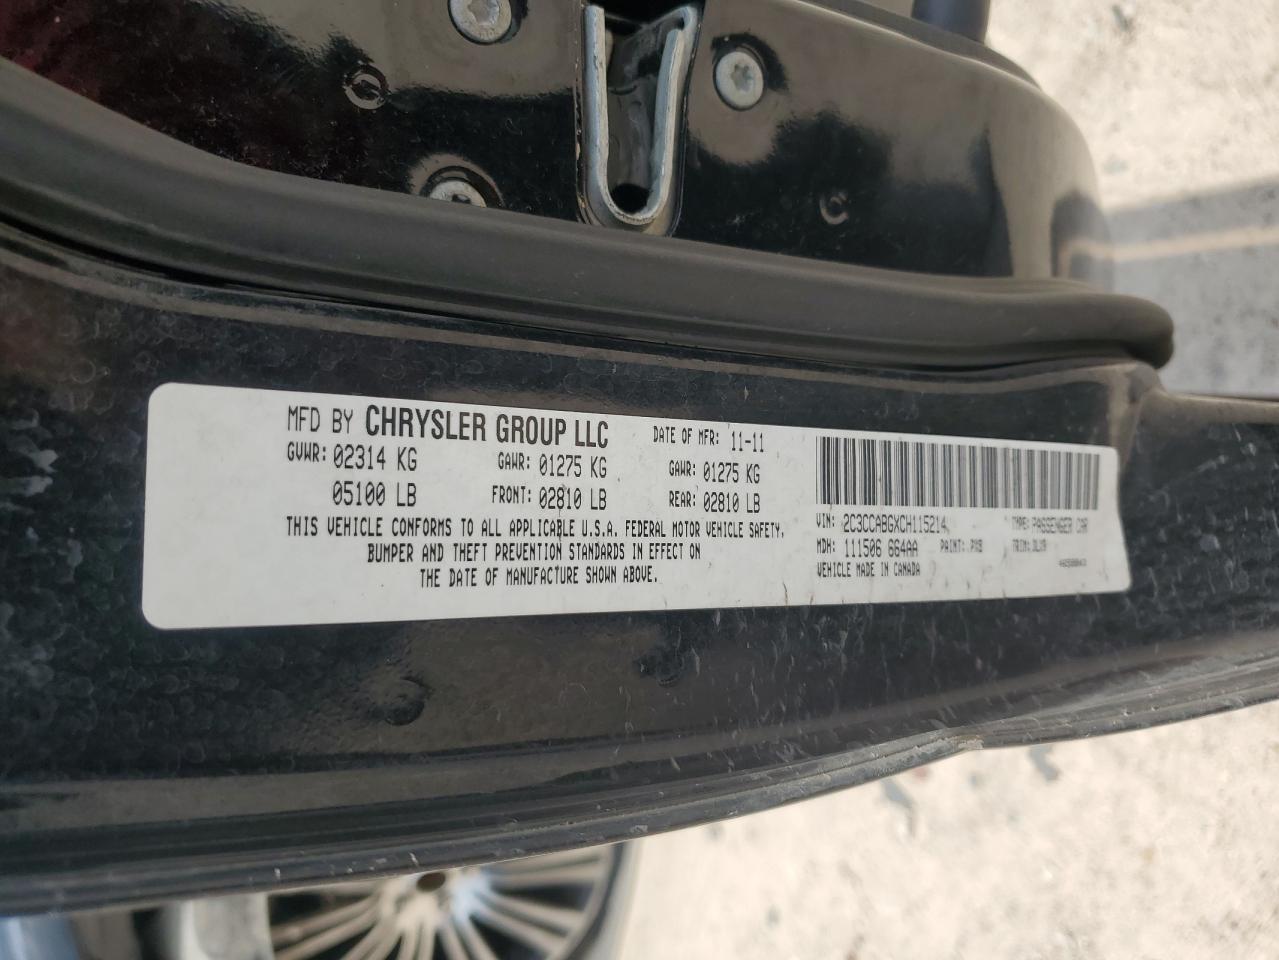 MFD BY CHRYSLER GROUP LLC DATE OF MFR: 11-11
GVWR: 02314 KG GAWR: 01275 KG GAWR: 01275 KG
05100 LB FRONT: 02810 LB REAR: 02810 LB
THIS VEHICLE CONFORMS TO ALL APPLICABLE U.S.A. FEDERAL MOTOR VEHICLE SAFETY,
BUMPER AND THEFT PREVENTION STANDARDS IN EFFECT ON
THE DATE OF MANUFACTURE SHOWN ABOVE.
VIN: 2C3CCABGXCH115214 TYPE: PASSENGER CAR
MDH: 111506 664AA PAINT: PX8 TRIM: DLX9
VEHICLE MADE IN CANADA